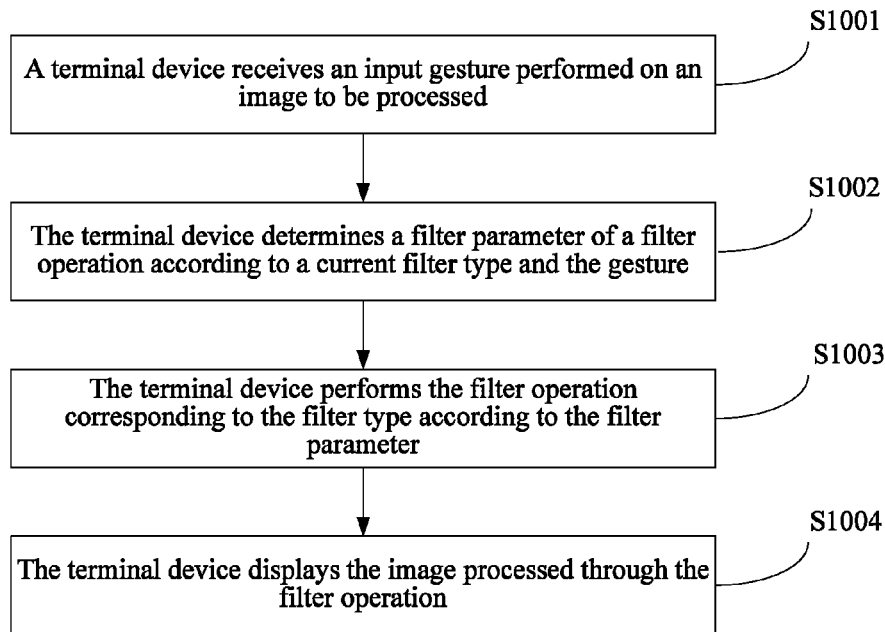 S1001
A terminal device receives an input gesture performed on an
image to be processed
S1002
The terminal device determines a filter parameter of a filter
operation according to a current filter type and the gesture
S1003
The terminal device performs the filter operation
corresponding to the filter type according to the filter
parameter
S1004
The terminal device displays the image processed through the
filter operation